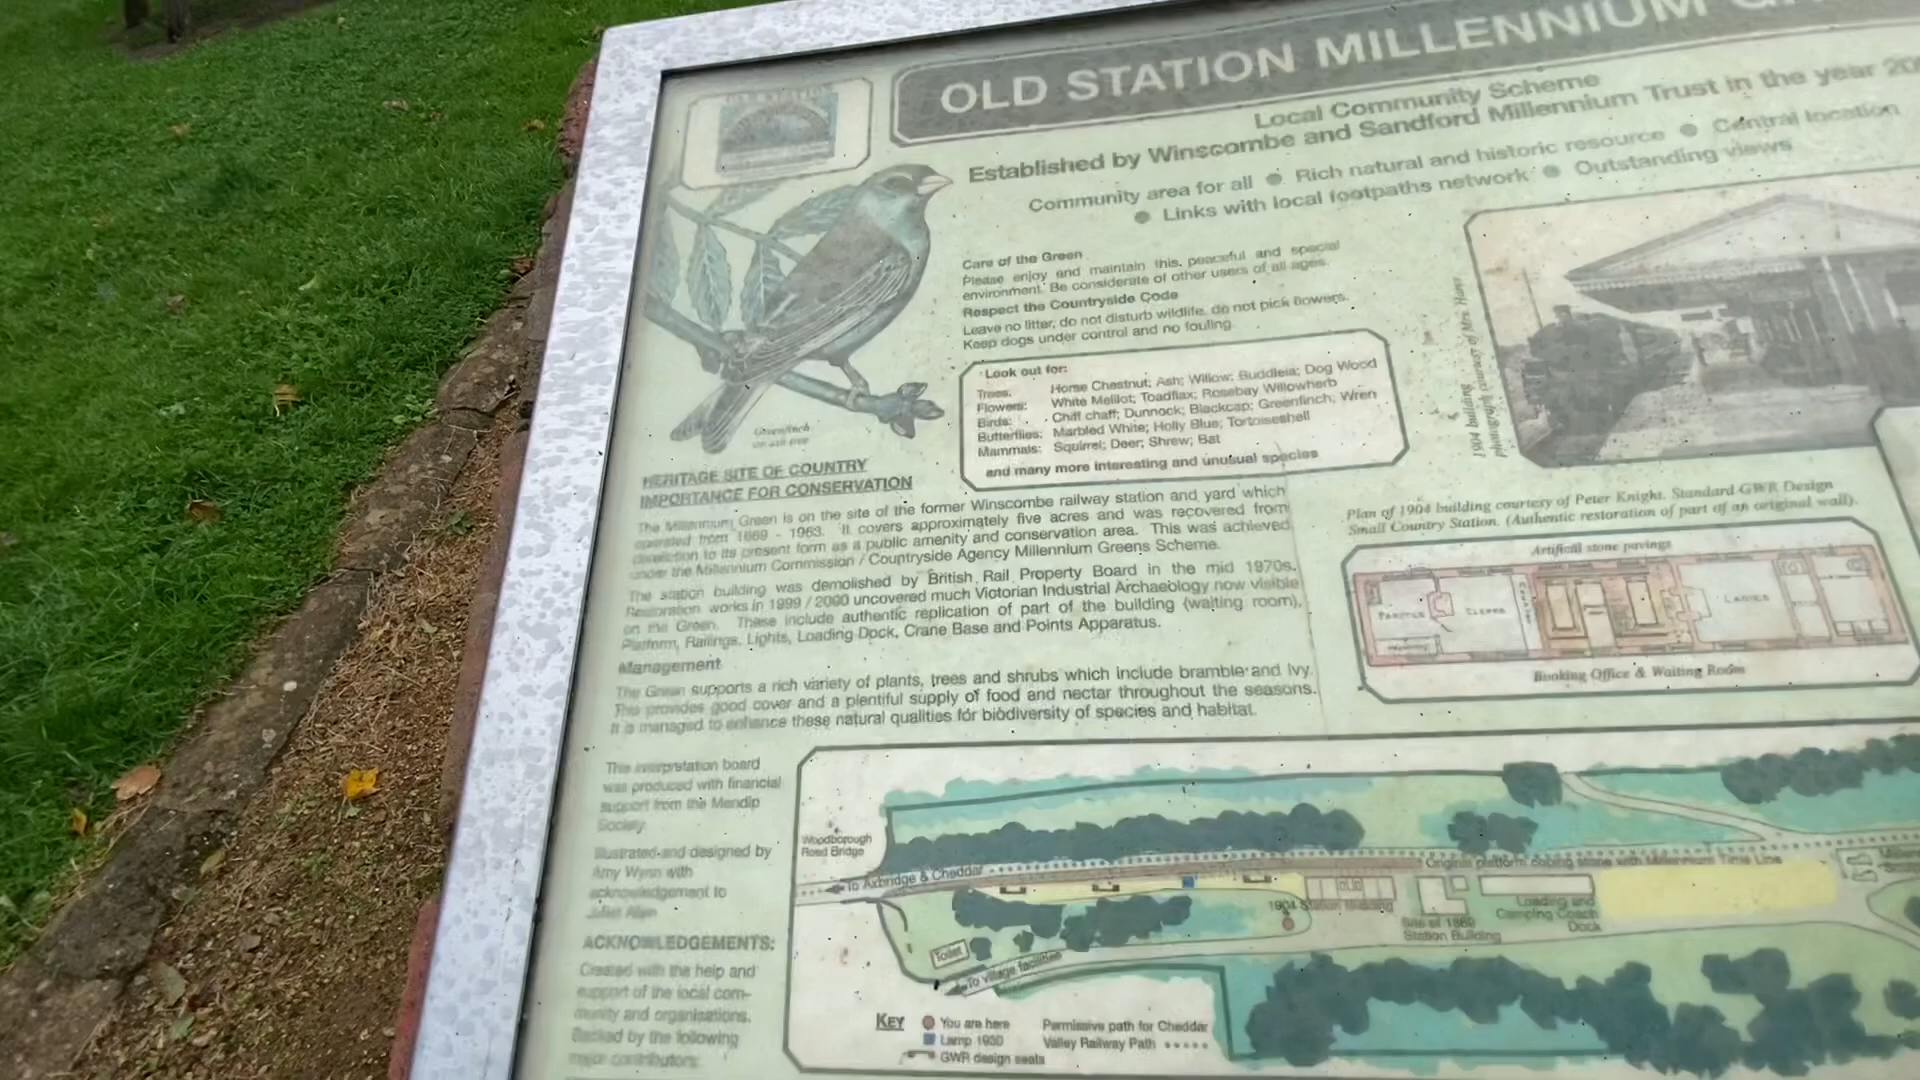 OLD STATION
OLD STATION MILLENNIUM
Local Community Scheme
Established by Winscombe and Sandford Millennium Trust in the year
Community area for all ● Rich natural and historic resource ● Central location
● Links with local footpaths network ● Outstanding views
Care of the Green
Please enjoy and maintain this, peaceful and special
environment. Be considerate of other users of all ages.
Respect the Countryside Code
Leave no litter, do not disturb wildlife, do not pick flowers.
Keep dogs under control and no fouling
Look out for:
Trees: Horse Chestnut; Ash; Willow; Buddleia; Dog Wood
Flowers: White Melilot; Toadflax; Rosebay Willowherb
Birds: Chiff chaff; Dunnock; Blackcap; Greenfinch; Wren
Butterflies: Marbled White; Holly Blue; Tortoiseshell
Mammals: Squirrel; Deer; Shrew; Bat
and many more interesting and unusual species
Greenfinch
1904 building
photograph courtesy of Mrs.
HERITAGE SITE OF COUNTRY
IMPORTANCE FOR CONSERVATION
The Millennium Green is on the site of the former Winscombe railway station and yard which
operated from 1869 - 1963. It covers approximately five acres and was recovered from
dereliction to its present form as a public amenity and conservation area. This was achieved
under the Millennium Commission / Countryside Agency Millennium Greens Scheme.
The station building was demolished by British Rail Property Board in the mid 1970s.
Restoration works in 1999 / 2000 uncovered much Victorian Industrial Archaeology now visible
on the Green. These include authentic replication of part of the building (waiting room),
Platform, Railings, Lights, Loading Dock, Crane Base and Points Apparatus.
Management
The Green supports a rich variety of plants, trees and shrubs which include bramble and Ivy.
This provides good cover and a plentiful supply of food and nectar throughout the seasons.
It is managed to enhance these natural qualities for biodiversity of species and habitat.
Plan of 1904 building courtesy of Peter Knight. Standard GWR Design
Small Country Station. (Authentic restoration of part of an original wall).
Artificial stone pavings
PARCELS
CLERKS
LADIES
Booking Office & Waiting Room
This interpretation board
was produced with financial
support from the Mendip
Society.
Illustrated and designed by
Amy Wynn with
acknowledgement to
ACKNOWLEDGEMENTS:
Created with the help and
support of the local com-
munity and organisations.
Backed by the following
major contributors:
Woodborough
Road Bridge
To Axbridge & Cheddar
Original platform coping stone with Millennium Time Line
1904 Station Building
Site of 1869
Station Building
Loading and
Camping Coach
Dock
Toilet
To village facilities
KEY
You are here
Lamp 1930
GWR design seats
Permissive path for Cheddar
Valley Railway Path